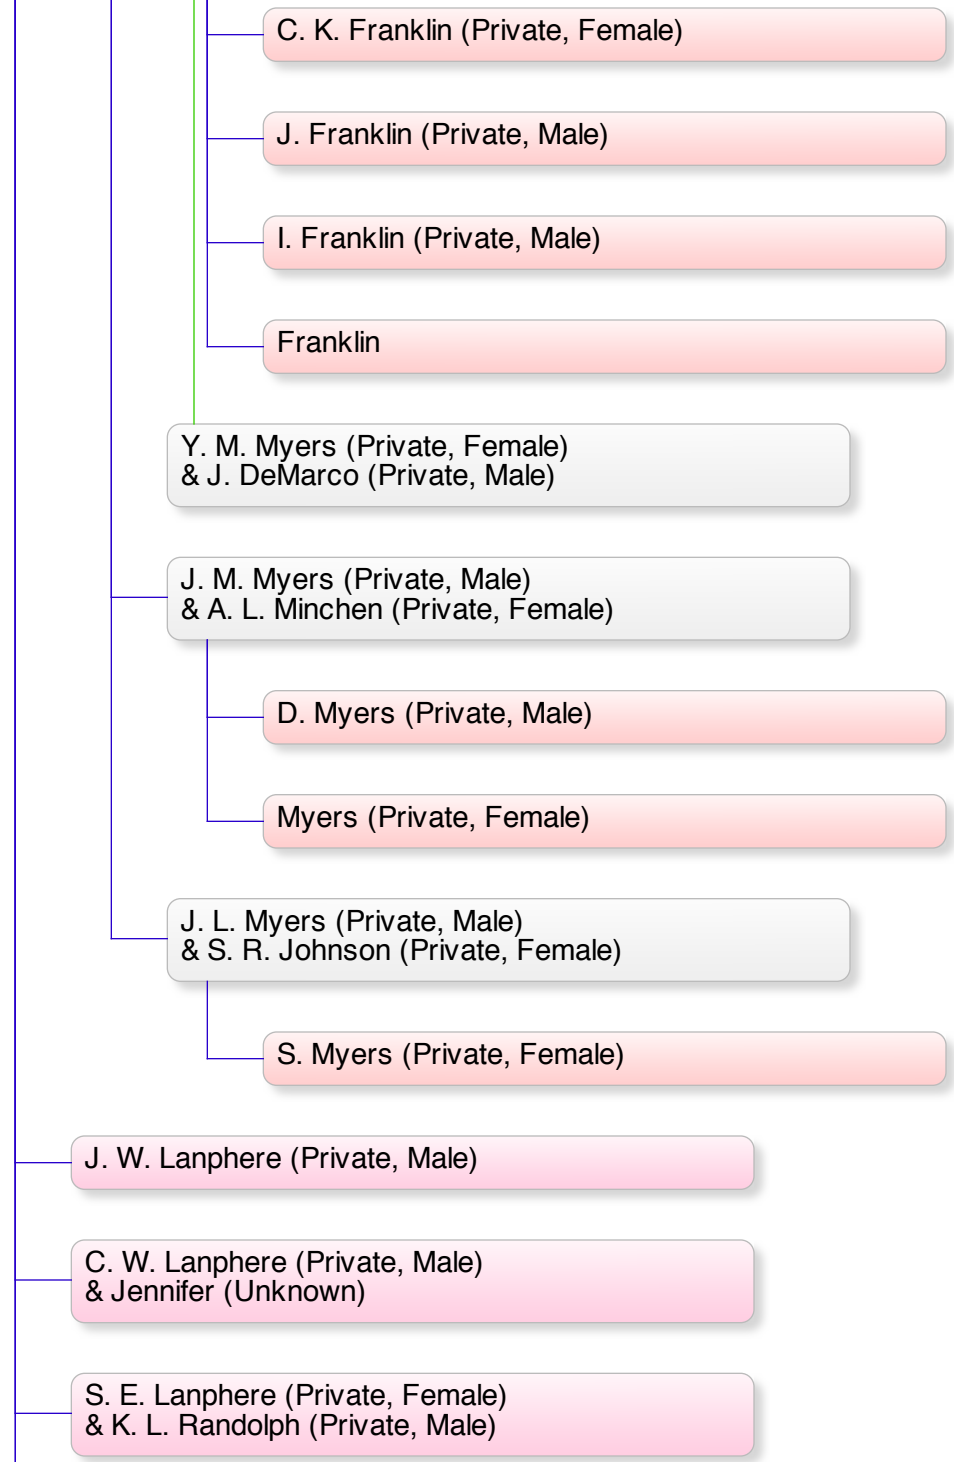 C. K. Franklin (Private, Female)
J. Franklin (Private, Male)
I. Franklin (Private, Male)
Franklin
Y. M. Myers (Private, Female)
& J. DeMarco (Private, Male)
J. M. Myers (Private, Male)
& A. L. Minchen (Private, Female)
D. Myers (Private, Male)
Myers (Private, Female)
J. L. Myers (Private, Male)
& S. R. Johnson (Private, Female)
S. Myers (Private, Female)
J. W. Lanphere (Private, Male)
C. W. Lanphere (Private, Male)
& Jennifer (Unknown)
S. E. Lanphere (Private, Female)
& K. L. Randolph (Private, Male)